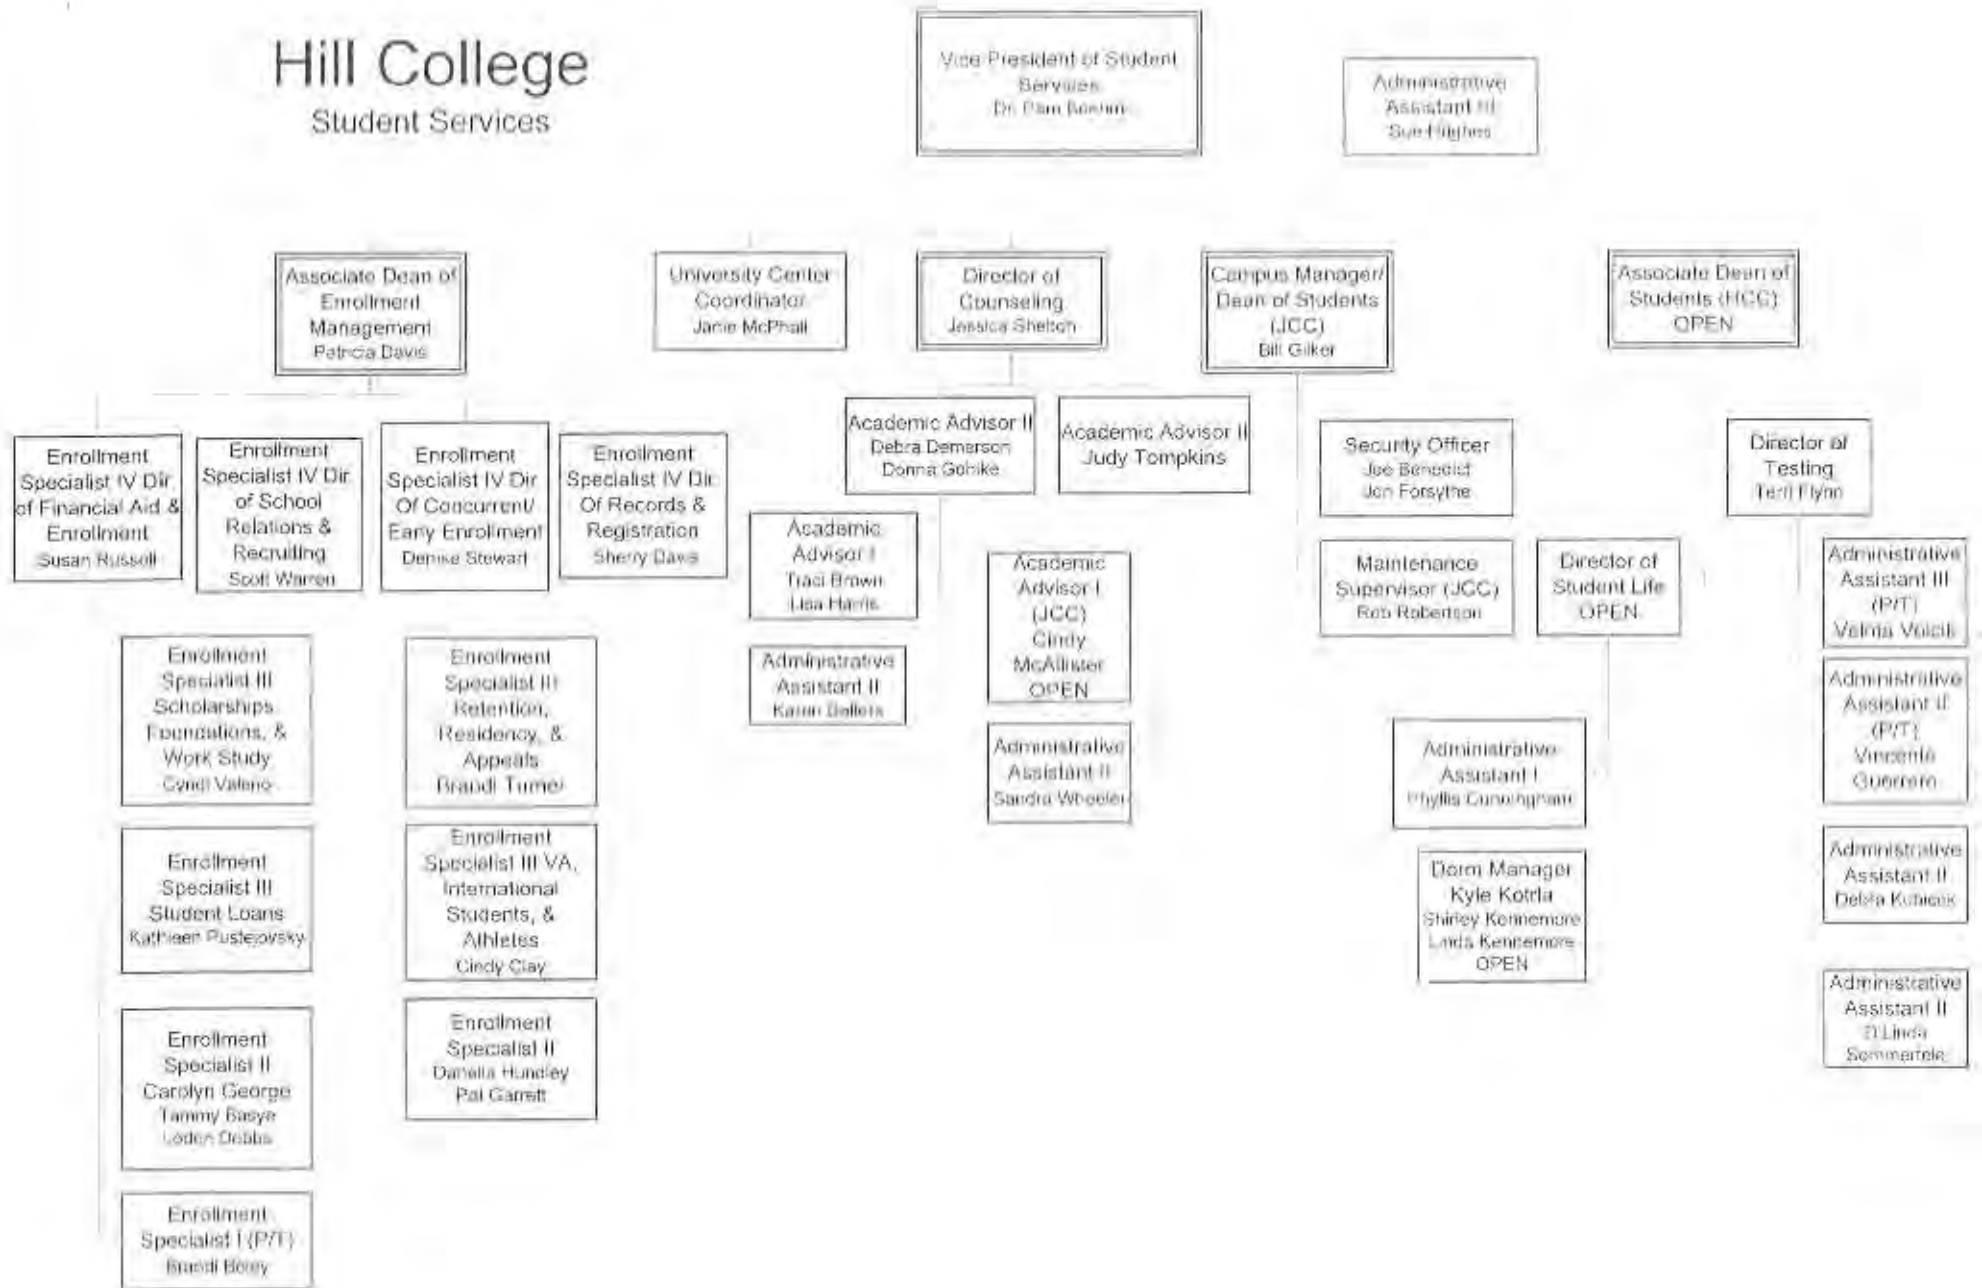 Hill College
Student Services
Vice President of Student
Services
Dr. Pam Boehm
Administrative
Assistant III
Sue Hughes
Associate Dean of
Enrollment
Management
Patricia Davis
University Center
Coordinator
Janie McPhall
Director of
Counseling
Jessica Shelton
Campus Manager/
Dean of Students
(JCC)
Bill Gilker
Associate Dean of
Students (HCC)
OPEN
Enrollment
Specialist IV Dir.
of Financial Aid &
Enrollment
Susan Russell
Enrollment
Specialist IV Dir
of School
Relations &
Recruiting
Scott Warren
Enrollment
Specialist IV Dir
Of Concurrent/
Early Enrollment
Stewart
Enrollment
Specialist IV Dir.
Of Records &
Registration
Sherry Davis
Academic Advisor II
Debra Demerson
Donna Gohlke
Academic Advisor II
Judy Tompkins
Academic
Advisor I
Traci Brown
Lisa Harris
Administrative
Assistant II
Karen
Academic
Advisor I
(JCC)
Cindy
McAllister
OPEN
Administrative
Assistant II
Sandra Wheeler
Security Officer
Joe Benedict
Jon Forsythe
Maintenance
Supervisor (JCC)
Rob Robertson
Director of
Student Life
OPEN
Administrative
Assistant I
Phyllis Cunningham
Dorm Manager
Kyle Kotrla
Shirley Kennemore
Linda Kennemore
OPEN
Director of
Testing
Terri Flynn
Administrative
Assistant III
(P/T)
Velma
Administrative
Assistant II
(P/T)
Vincente
Guerrero
Administrative
Assistant II
Debra Kubicek
Administrative
Assistant II
D'Linda
Enrollment
Specialist III
Scholarships
Foundations, &
Work Study
Cyndi Valerio
Enrollment
Specialist III
Student Loans
Kathleen Pustejovsky
Enrollment
Specialist II
Carolyn George
Tammy Basye
Enrollment
Specialist I (P/T)
Brandi
Enrollment
Specialist III
Retention,
Residency, &
Appeals
Brandi Turner
Enrollment
Specialist III VA,
International
Students, &
Athletes
Cindy Clay
Enrollment
Specialist II
Danella Hundley
Pat Garrett